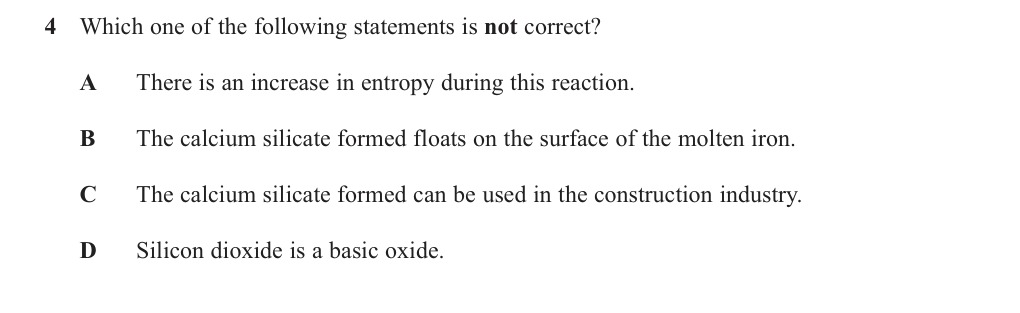 4 Which one of the following statements is not correct?
A There is an increase in entropy during this reaction.
B The calcium silicate formed floats on the surface of the molten iron.
C The calcium silicate formed can be used in the construction industry.
D Silicon dioxide is a basic oxide.